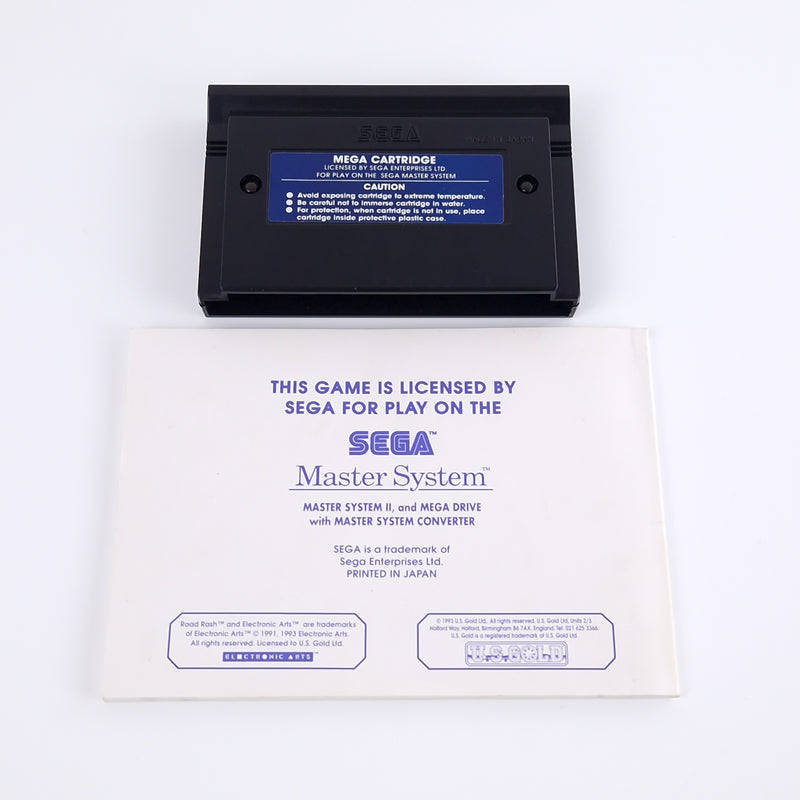 SEGA
MADE IN JAPAN
MEGA CARTRIDGE
LICENSED BY SEGA ENTERPRISES LTD
FOR PLAY ON THE SEGA MASTER SYSTEM
CAUTION
● Avoid exposing cartridge to extreme temperature.
● Be careful not to immerse cartridge in water.
● For protection, when cartridge is not in use, place
cartridge inside protective plastic case.
THIS GAME IS LICENSED BY
SEGA FOR PLAY ON THE
SEGA™
Master System™
MASTER SYSTEM II, and MEGA DRIVE
with MASTER SYSTEM CONVERTER
SEGA is a trademark of
Sega Enterprises Ltd.
PRINTED IN JAPAN
Road Rash™ and Electronic Arts™ are trademarks
of Electronic Arts™ © 1991, 1993 Electronic Arts.
All rights reserved. Licensed to U.S. Gold Ltd.
ELECTRONIC ARTS™
© 1993 U.S. Gold Ltd., All rights reserved. U.S. Gold Ltd, Units 2/3
Holford Way, Holford, Birmingham B6 7AX. England. Tel. 021 625 3366.
U.S. Gold is a registered trademark of U.S. Gold Ltd.
U.S. GOLD